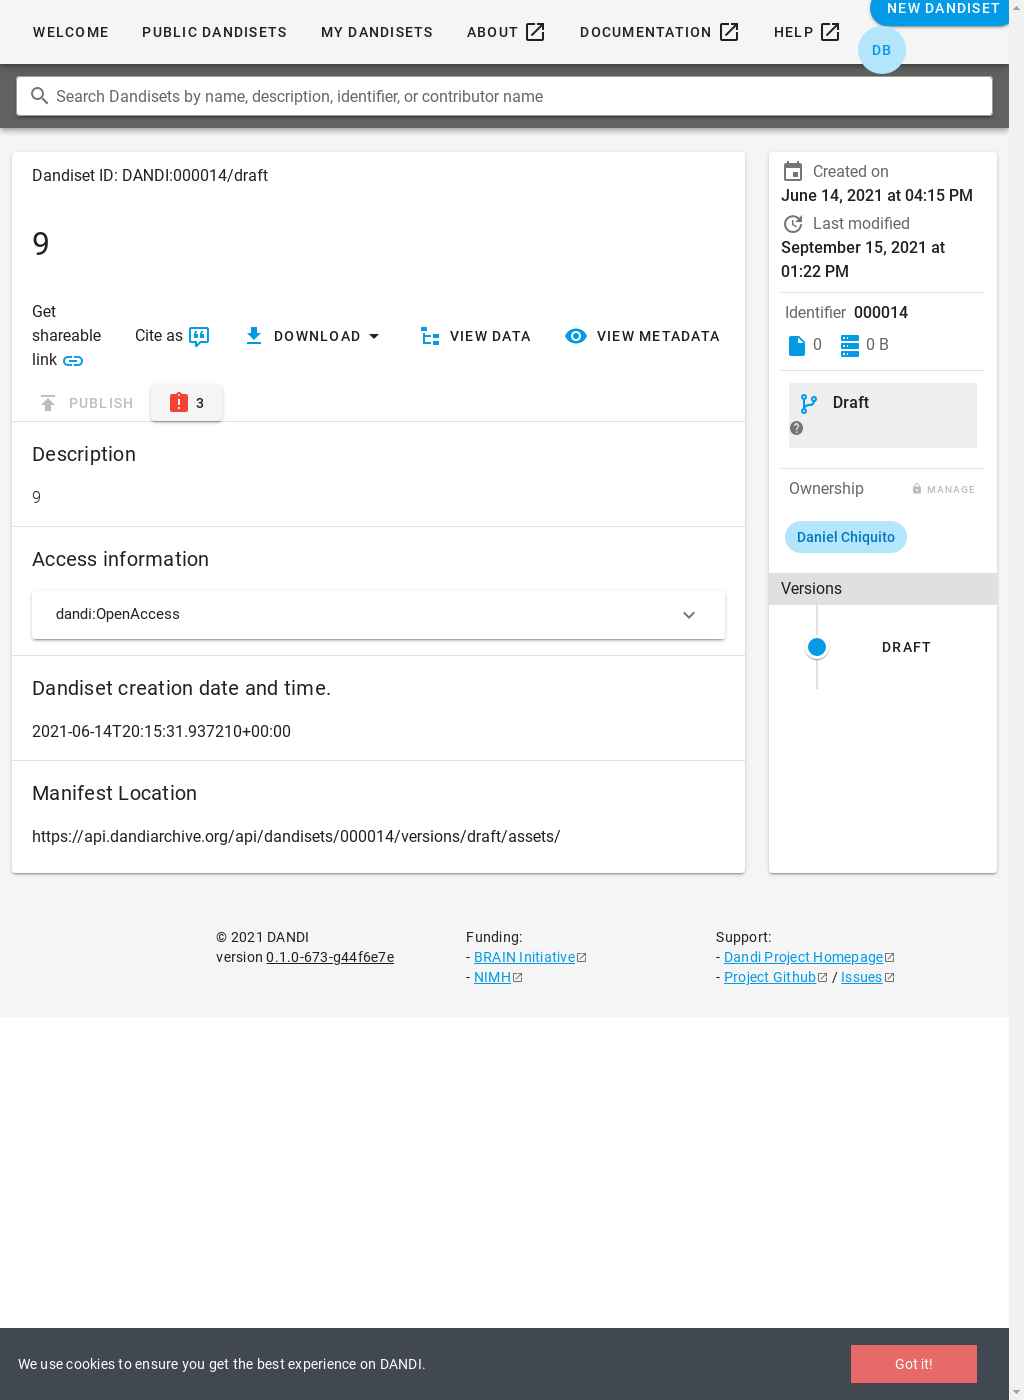 WELCOME
PUBLIC DANDISETS
MY DANDISETS
ABOUT
DOCUMENTATION
HELP
NEW DANDISET
DB
Search Dandisets by name, description, identifier, or contributor name
Dandiset ID: DANDI:000014/draft
9
Get
shareable
link
Cite as
DOWNLOAD
VIEW DATA
VIEW METADATA
PUBLISH
3
Description
9
Access information
dandi:OpenAccess
Dandiset creation date and time.
2021-06-14T20:15:31.937210+00:00
Manifest Location
https://api.dandiarchive.org/api/dandisets/000014/versions/draft/assets/
Created on
June 14, 2021 at 04:15 PM
Last modified
September 15, 2021 at
01:22 PM
Identifier 000014
0
0 B
Draft
Ownership
MANAGE
Daniel Chiquito
Versions
DRAFT
© 2021 DANDI
version 0.1.0-673-g44f6e7e
Funding:
- BRAIN Initiative
- NIMH
Support:
- Dandi Project Homepage
- Project Github / Issues
We use cookies to ensure you get the best experience on DANDI.
Got it!